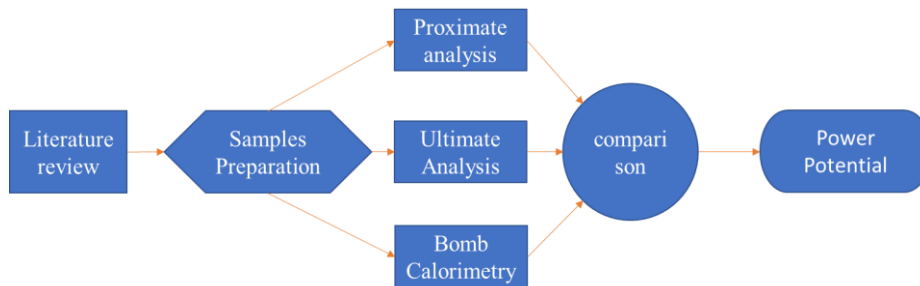 Proximate
analysis
Literature
review
Samples
Preparation
Ultimate
Analysis
compari
son
Power
Potential
Bomb
Calorimetry